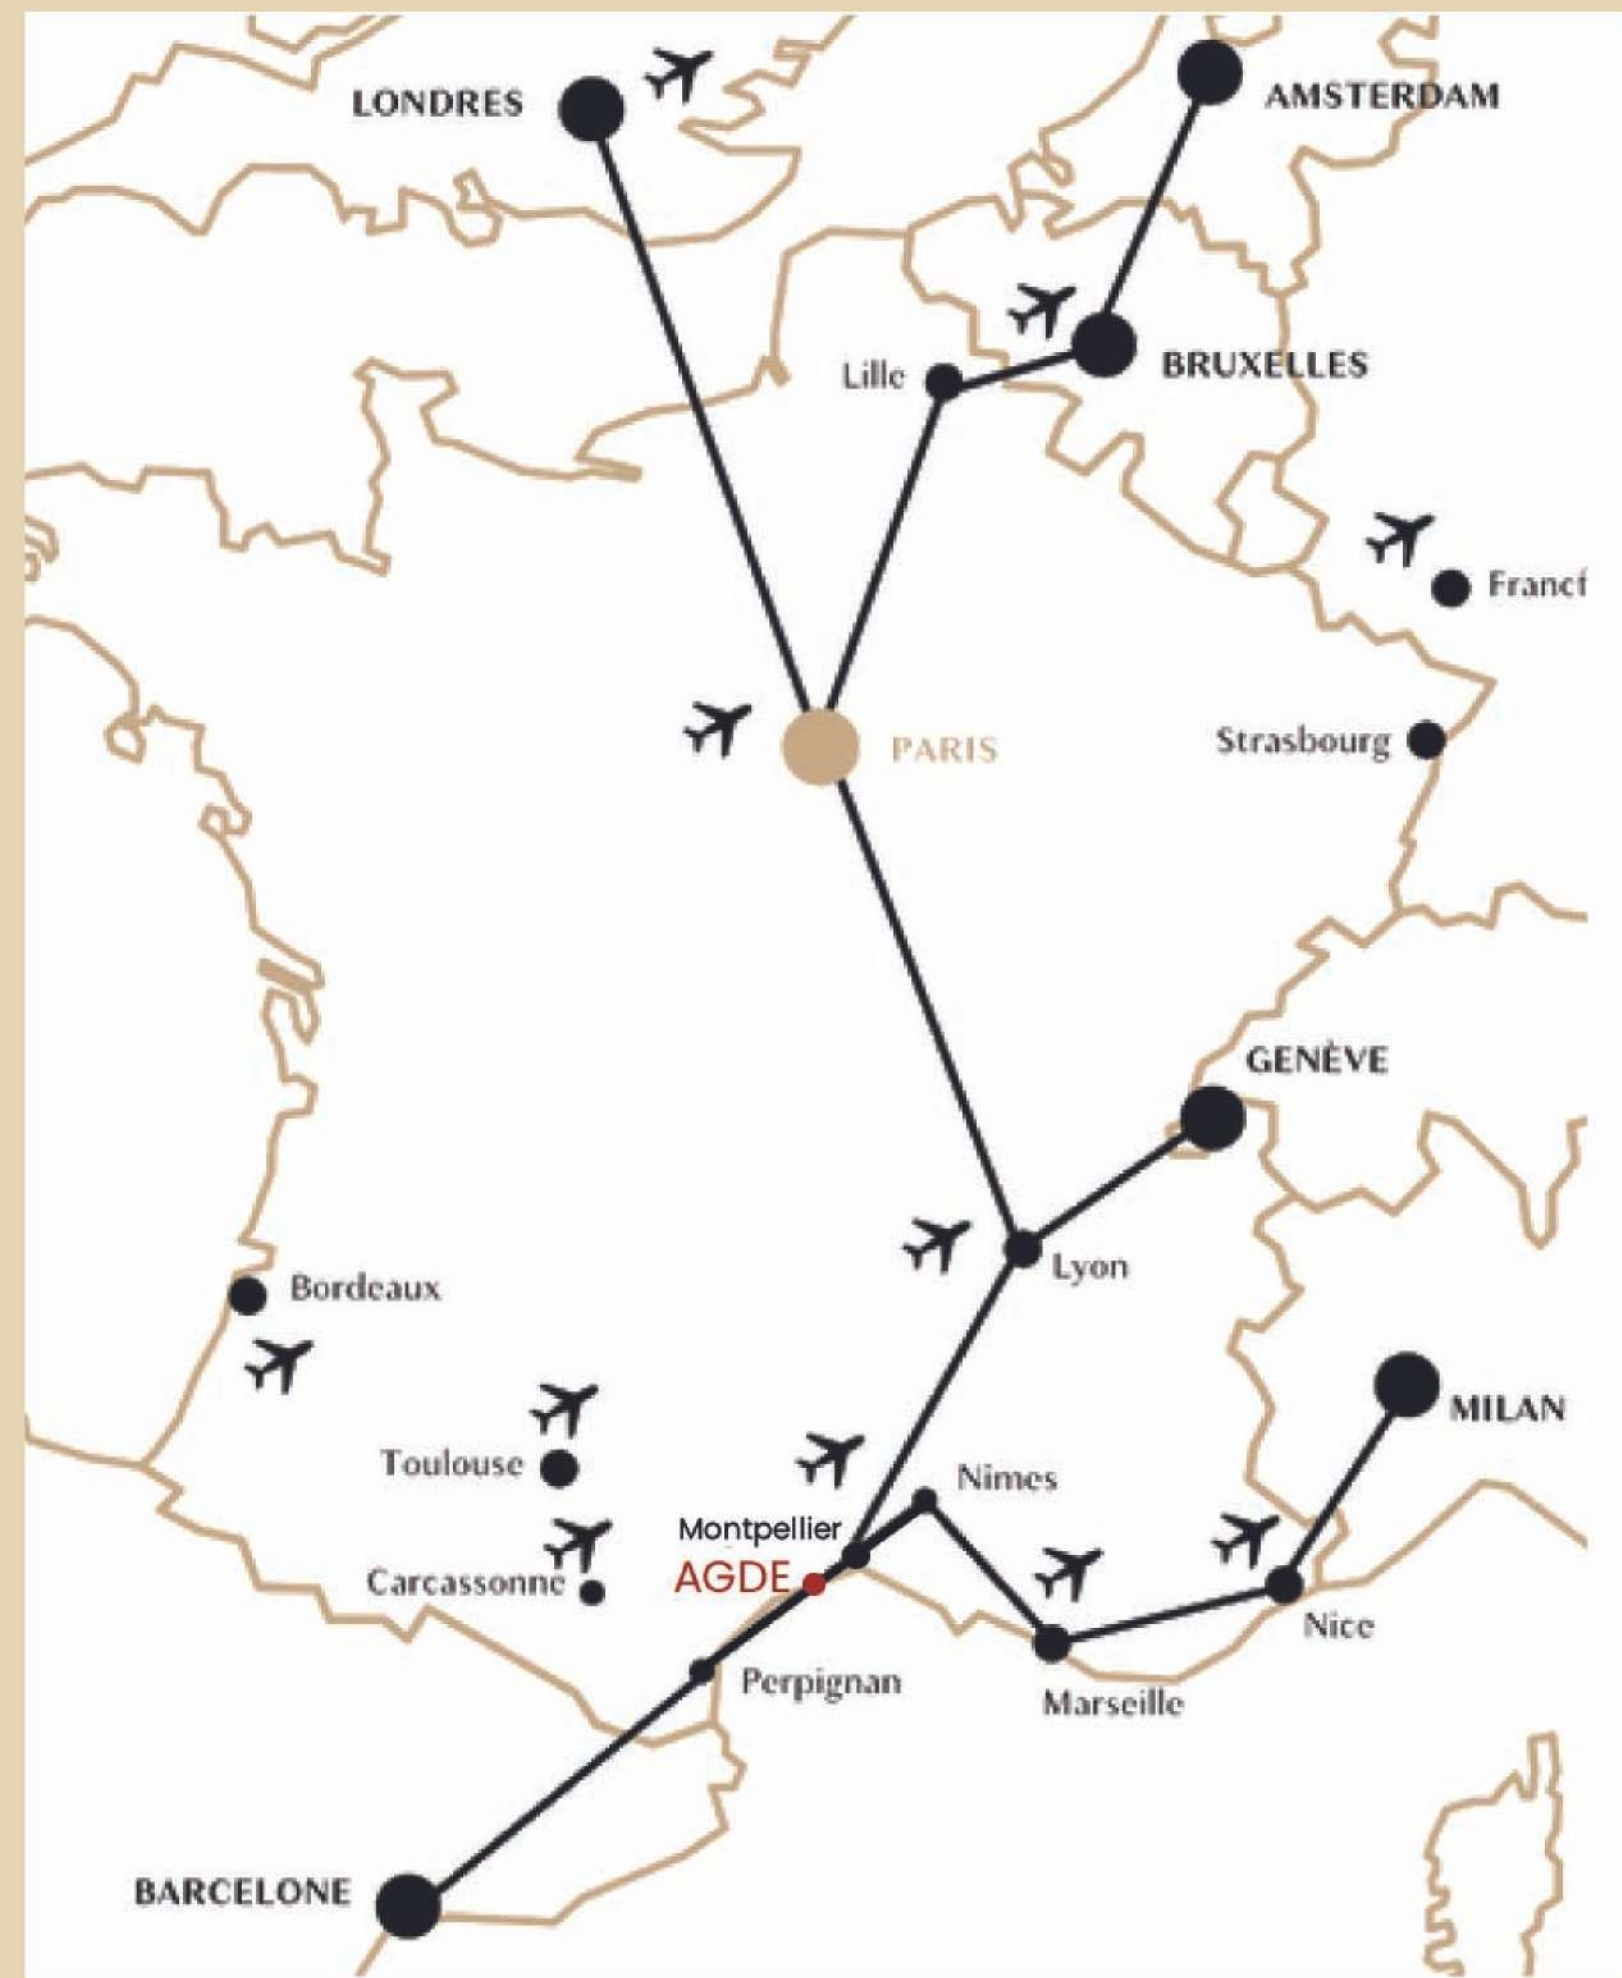 LONDRES
AMSTERDAM
Lille
BRUXELLES
Francf
PARIS
Strasbourg
GENÈVE
Lyon
Bordeaux
MILAN
Toulouse
Nimes
Montpellier
AGDE
Carcassonne
Nice
Perpignan
Marseille
BARCELONE